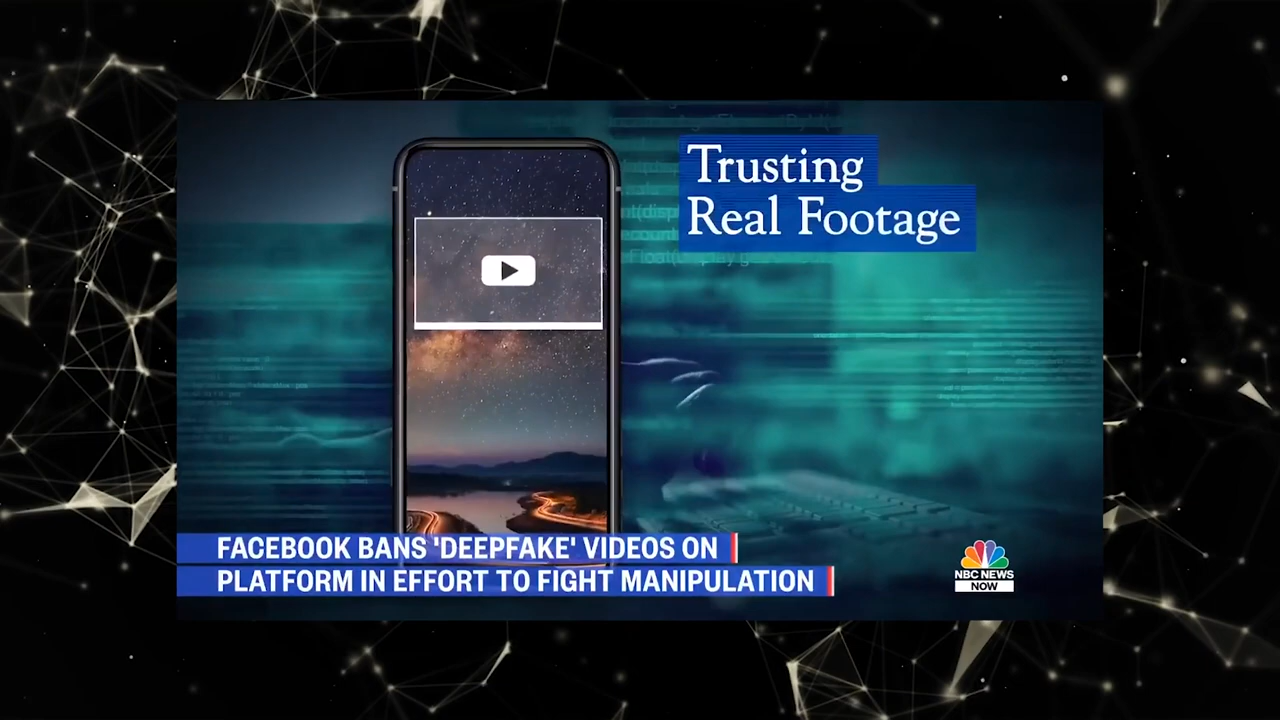 Trusting
Real Footage
FACEBOOK BANS 'DEEPFAKE' VIDEOS ON
PLATFORM IN EFFORT TO FIGHT MANIPULATION
NBC NEWS
NOW